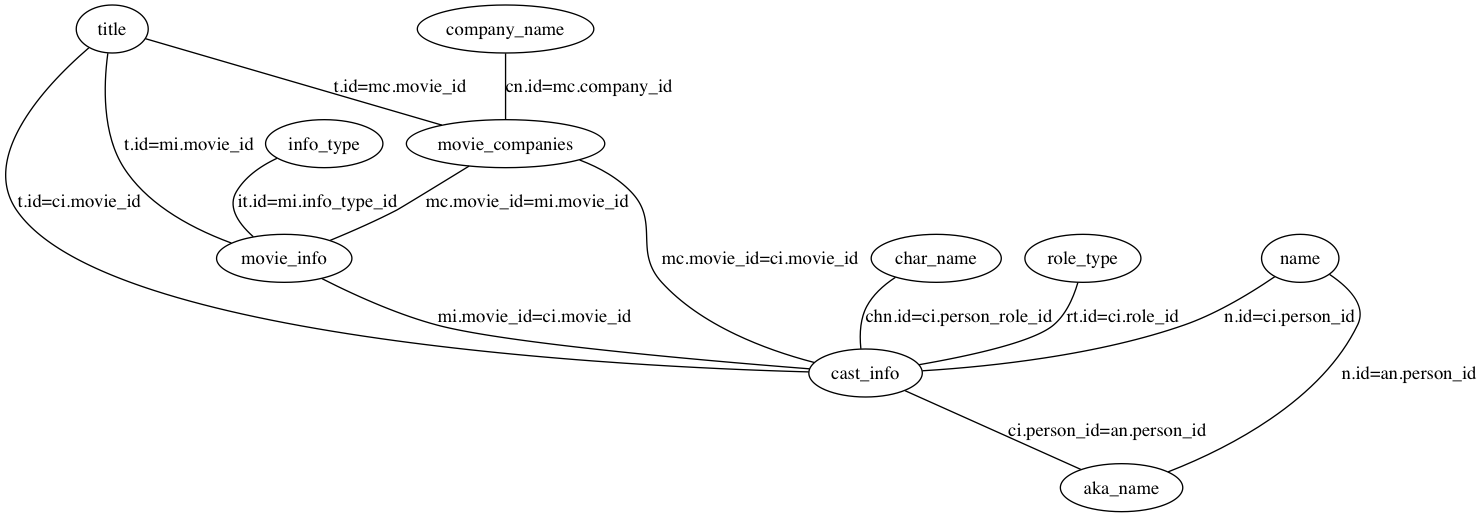 title
company_name
t.id=mc.movie_id
cn.id=mc.company_id
t.id=mi.movie_id
info_type
movie_companies
t.id=ci.movie_id
it.id=mi.info_type_id
mc.movie_id=mi.movie_id
movie_info
mc.movie_id=ci.movie_id
char_name
role_type
name
mi.movie_id=ci.movie_id
chn.id=ci.person_role_id
rt.id=ci.role_id
n.id=ci.person_id
cast_info
n.id=an.person_id
ci.person_id=an.person_id
aka_name